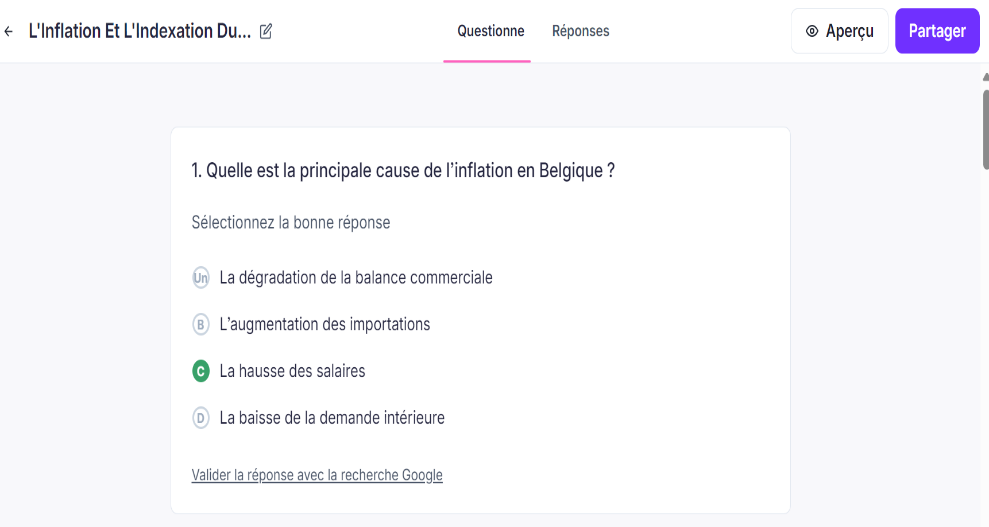 L'Inflation Et L'Indexation Du...
Questionne
Réponses
Aperçu
Partager
1. Quelle est la principale cause de l’inflation en Belgique ?
Sélectionnez la bonne réponse
Un La dégradation de la balance commerciale
B L’augmentation des importations
C La hausse des salaires
D La baisse de la demande intérieure
Valider la réponse avec la recherche Google